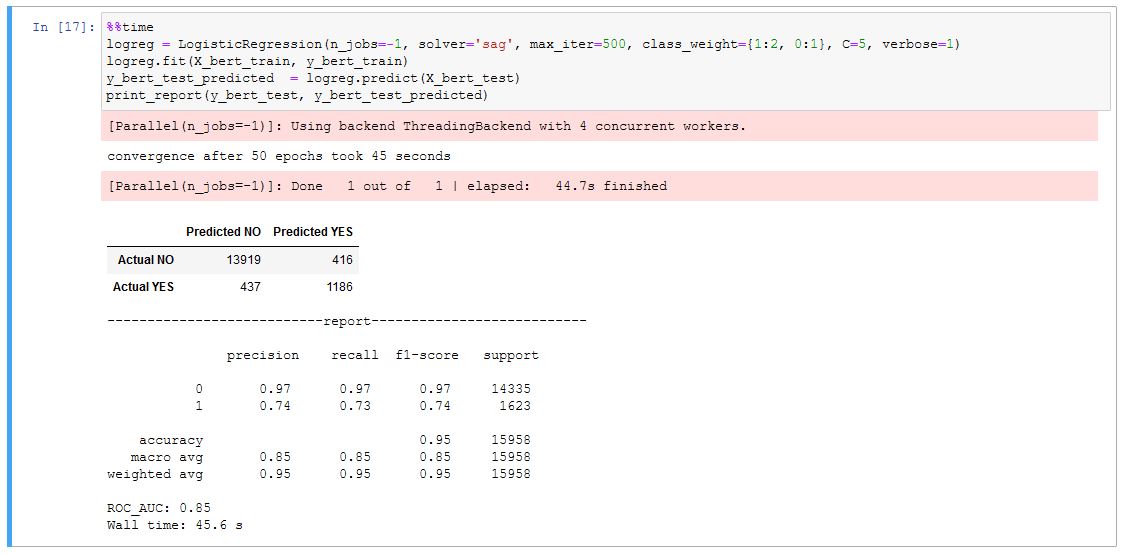 In [17]: %%time
logreg = LogisticRegression(n_jobs=-1, solver='sag', max_iter=500, class_weight={1:2, 0:1}, C=5, verbose=1)
logreg.fit(X_bert_train, y_bert_train)
y_bert_test_predicted  = logreg.predict(X_bert_test)
print_report(y_bert_test, y_bert_test_predicted)
[Parallel(n_jobs=-1)]: Using backend ThreadingBackend with 4 concurrent workers.
convergence after 50 epochs took 45 seconds
[Parallel(n_jobs=-1)]: Done   1 out of   1 | elapsed:   44.7s finished
Predicted NO Predicted YES
Actual NO 13919 416
Actual YES 437 1186
---------------------------report---------------------------
precision    recall  f1-score   support
0       0.97      0.97      0.97     14335
1       0.74      0.73      0.74      1623
accuracy                           0.95     15958
macro avg       0.85      0.85      0.85     15958
weighted avg       0.95      0.95      0.95     15958
ROC_AUC: 0.85
Wall time: 45.6 s